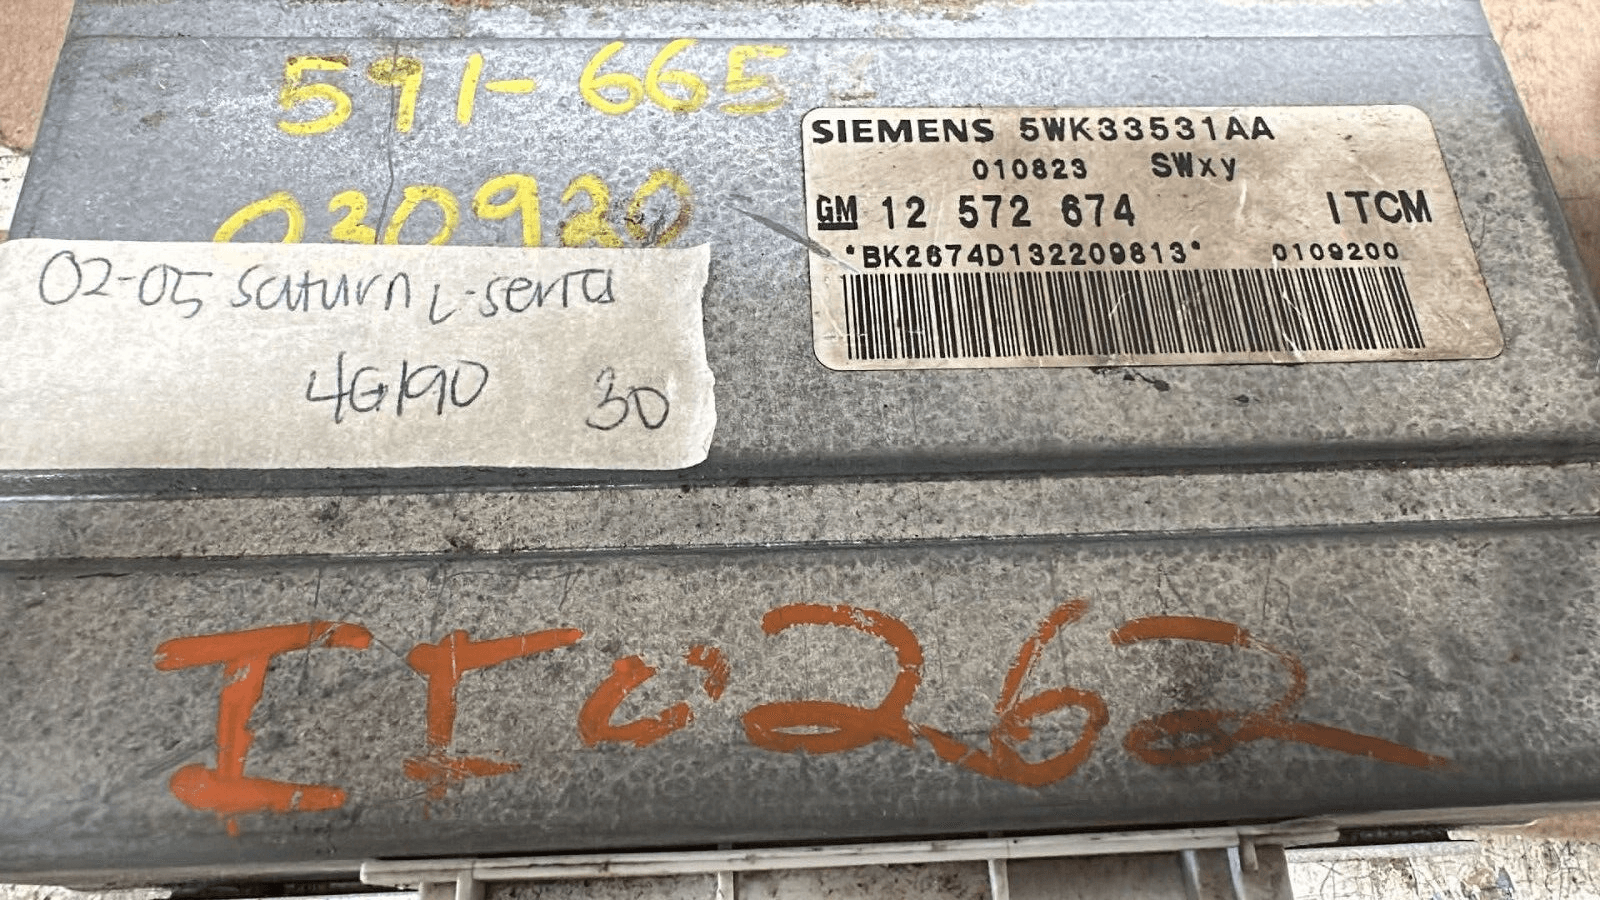 591-665
SIEMENS 5WK33531AA
010823 SWxy
GM 12 572 674 ITCM
*BK2674D132209813* 0109200
030920
02-05 saturn L-series
4G190 30
IIC262